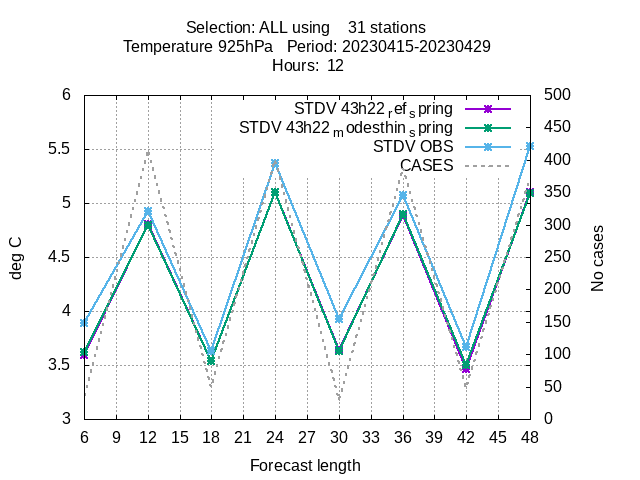 Selection: ALL using 31 stations
Temperature 925hPa Period: 20230415-20230429
Hours: 12
STDV 43h22 ref spring
STDV 43h22 modesthin spring
STDV OBS
CASES
6
5.5
5
4.5
4
3.5
3
500
450
400
350
300
250
200
150
100
50
0
deg C
No cases
6 9 12 15 18 21 24 27 30 33 36 39 42 45 48
Forecast length